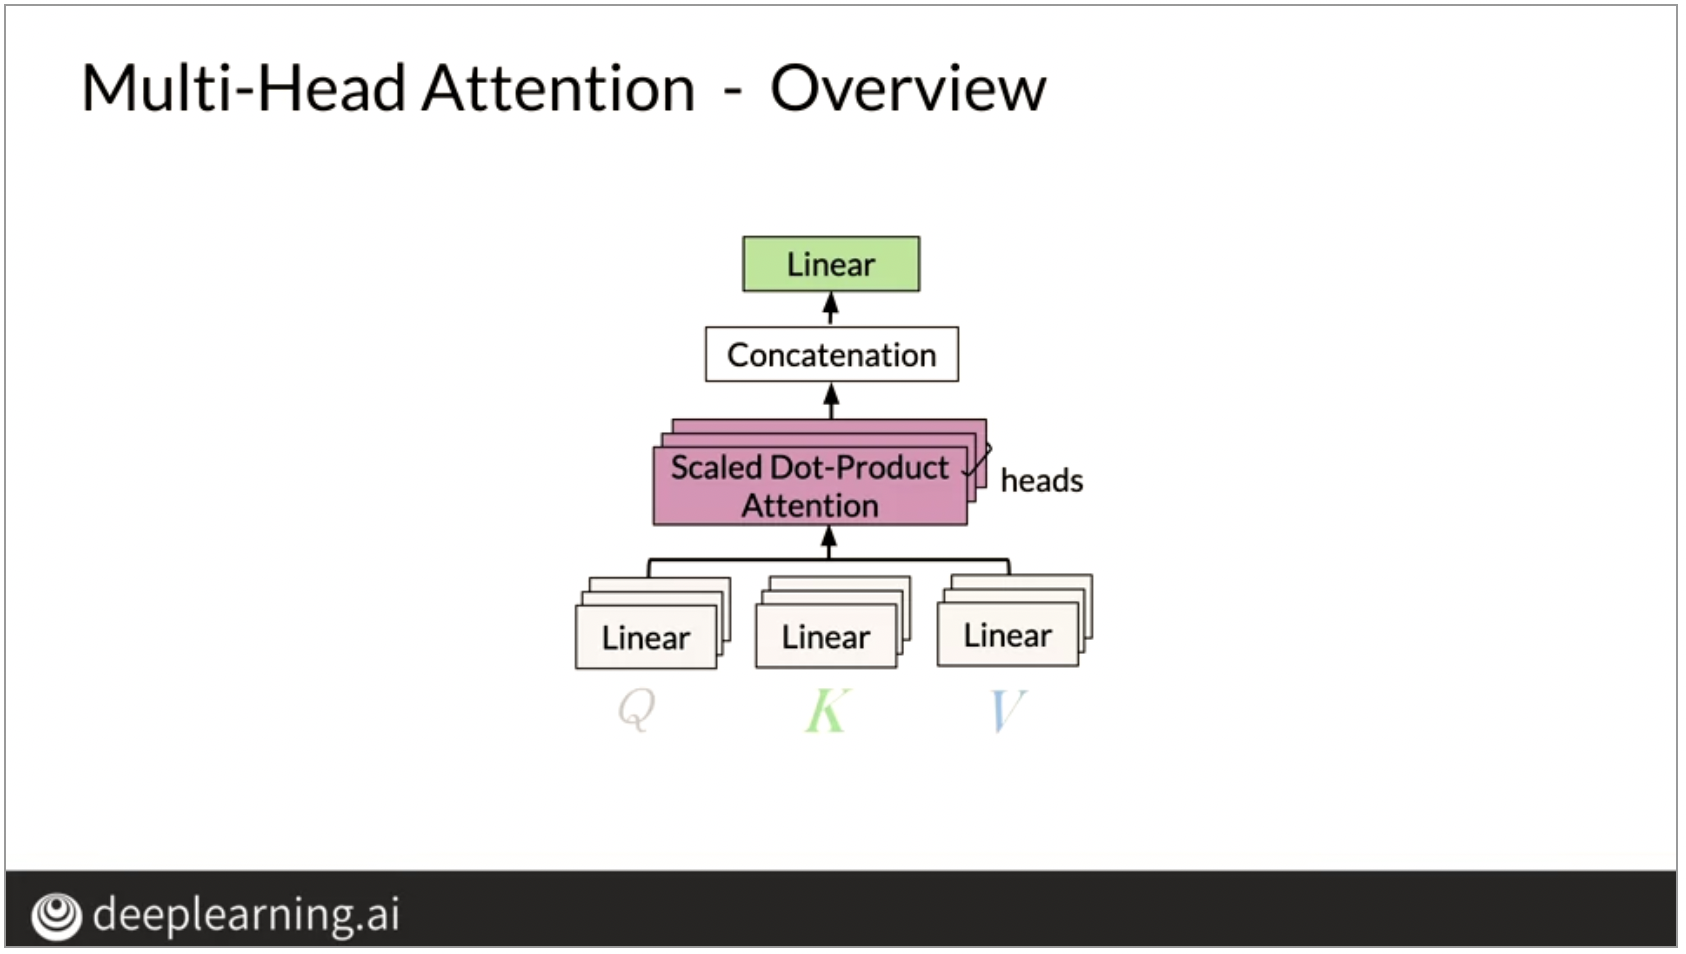 Multi-Head Attention - Overview
Linear
Concatenation
Scaled Dot-Product
Attention
heads
Linear
Linear
Linear
Q
K
V
deeplearning.ai